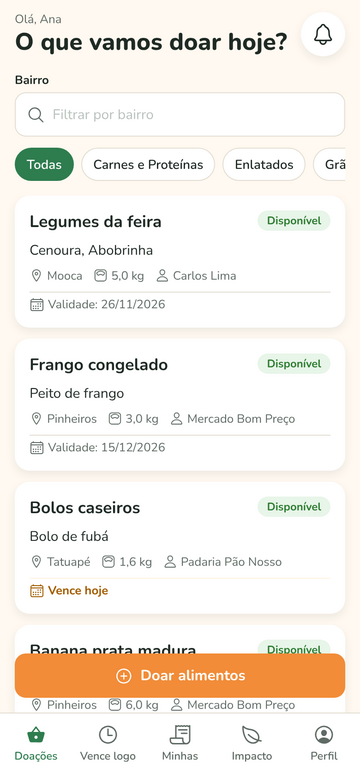 Olá, Ana
O que vamos doar hoje?
Bairro
Filtrar por bairro
Todas
Carnes e Proteínas
Enlatados
Grã
Legumes da feira
Disponível
Cenoura, Abobrinha
Mooca
5,0 kg
Carlos Lima
Validade: 26/11/2026
Frango congelado
Disponível
Peito de frango
Pinheiros
3,0 kg
Mercado Bom Preço
Validade: 15/12/2026
Bolos caseiros
Disponível
Bolo de fubá
Tatuapé
1,6 kg
Padaria Pão Nosso
Vence hoje
Banana prata madura
Disponível
Doar alimentos
Pinheiros
6,0 kg
Mercado Bom Preço
Doações
Vence logo
Minhas
Impacto
Perfil